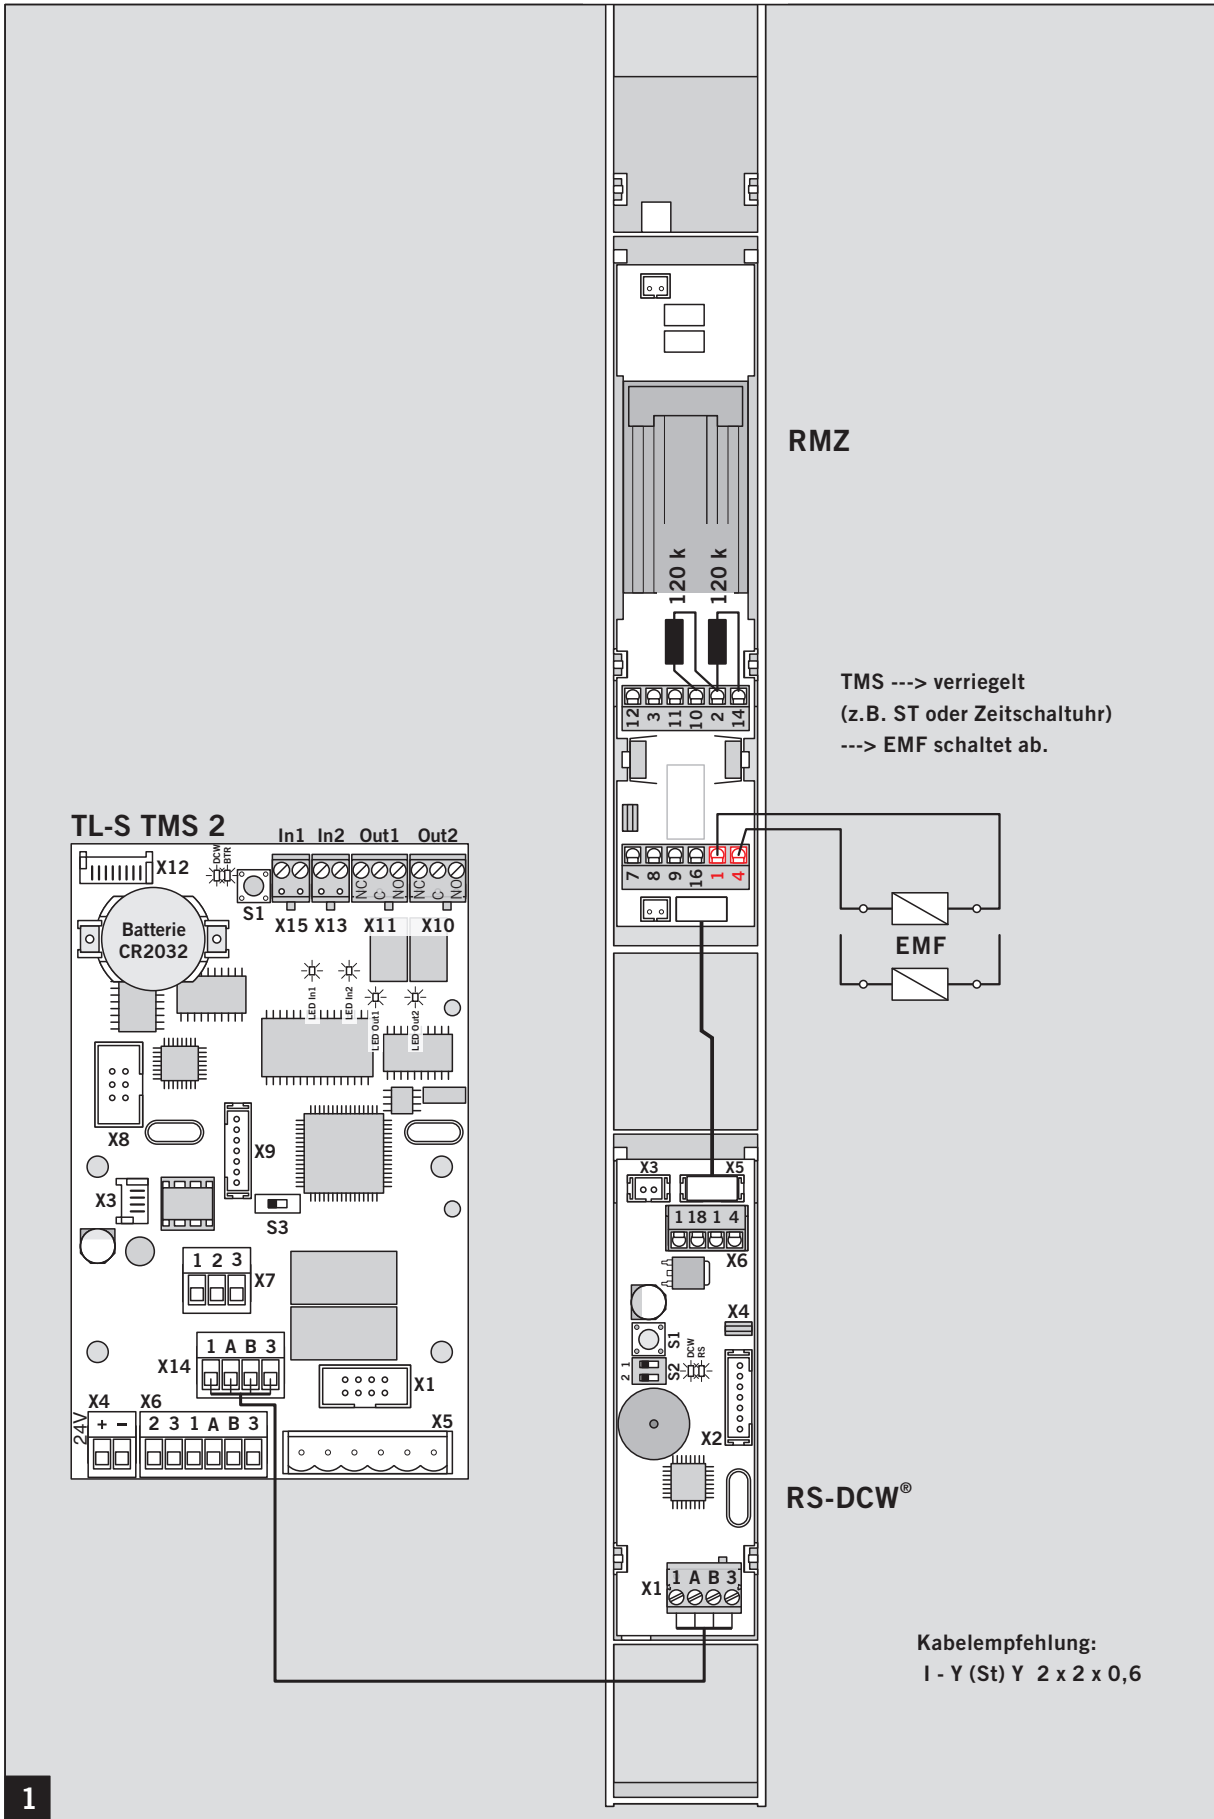 RMZ
120 k
120 k
12 3 11 10 2 14
TMS ---> verriegelt
(z.B. ST oder Zeitschaltuhr)
---> EMF schaltet ab.
7 8 9 16 1 4
EMF
TL-S TMS 2
In1 In2 Out1 Out2
X12
DCW
BTR
S1
NC C NO
NC C NO
X15 X13 X11 X10
Batterie
CR2032
LED In1
LED In2
LED Out1
LED Out2
X8
X9
X3
S3
1 2 3
X7
1 A B 3
X14
X1
X4
X6
24V
+ −
2 3 1 A B 3
X5
X3
X5
1 18 1 4
X6
X4
S1
DCW
RS
1
2
S2
X2
RS-DCW®
X1
1 A B 3
Kabelempfehlung:
I - Y (St) Y 2 x 2 x 0,6
1